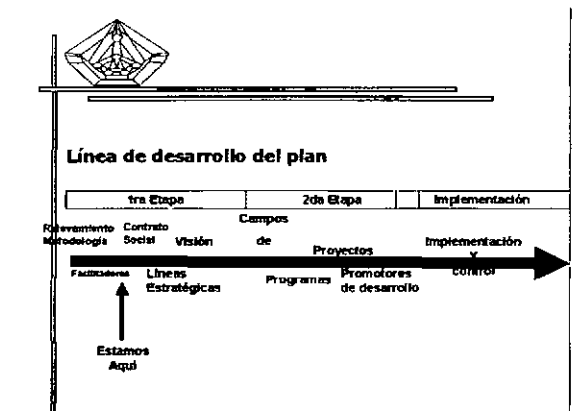 Línea de desarrollo del plan
1ra Etapa 2da Etapa Implementación
Relevamiento Metodología
Contrato Social
Visión
Campos de
Proyectos
Implementación y control
Facilitadores
Líneas Estratégicas
Programas
Promotores de desarrollo
Estamos Aquí